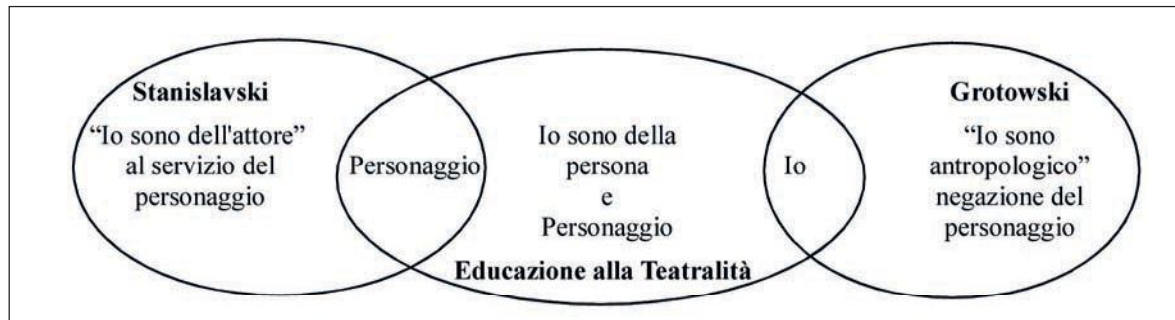 Stanislavski
“Io sono dell'attore”
al servizio del
personaggio
Personaggio
Io sono della
persona
e
Personaggio
Educazione alla Teatralità
Io
Grotowski
“Io sono
antropologico”
negazione del
personaggio